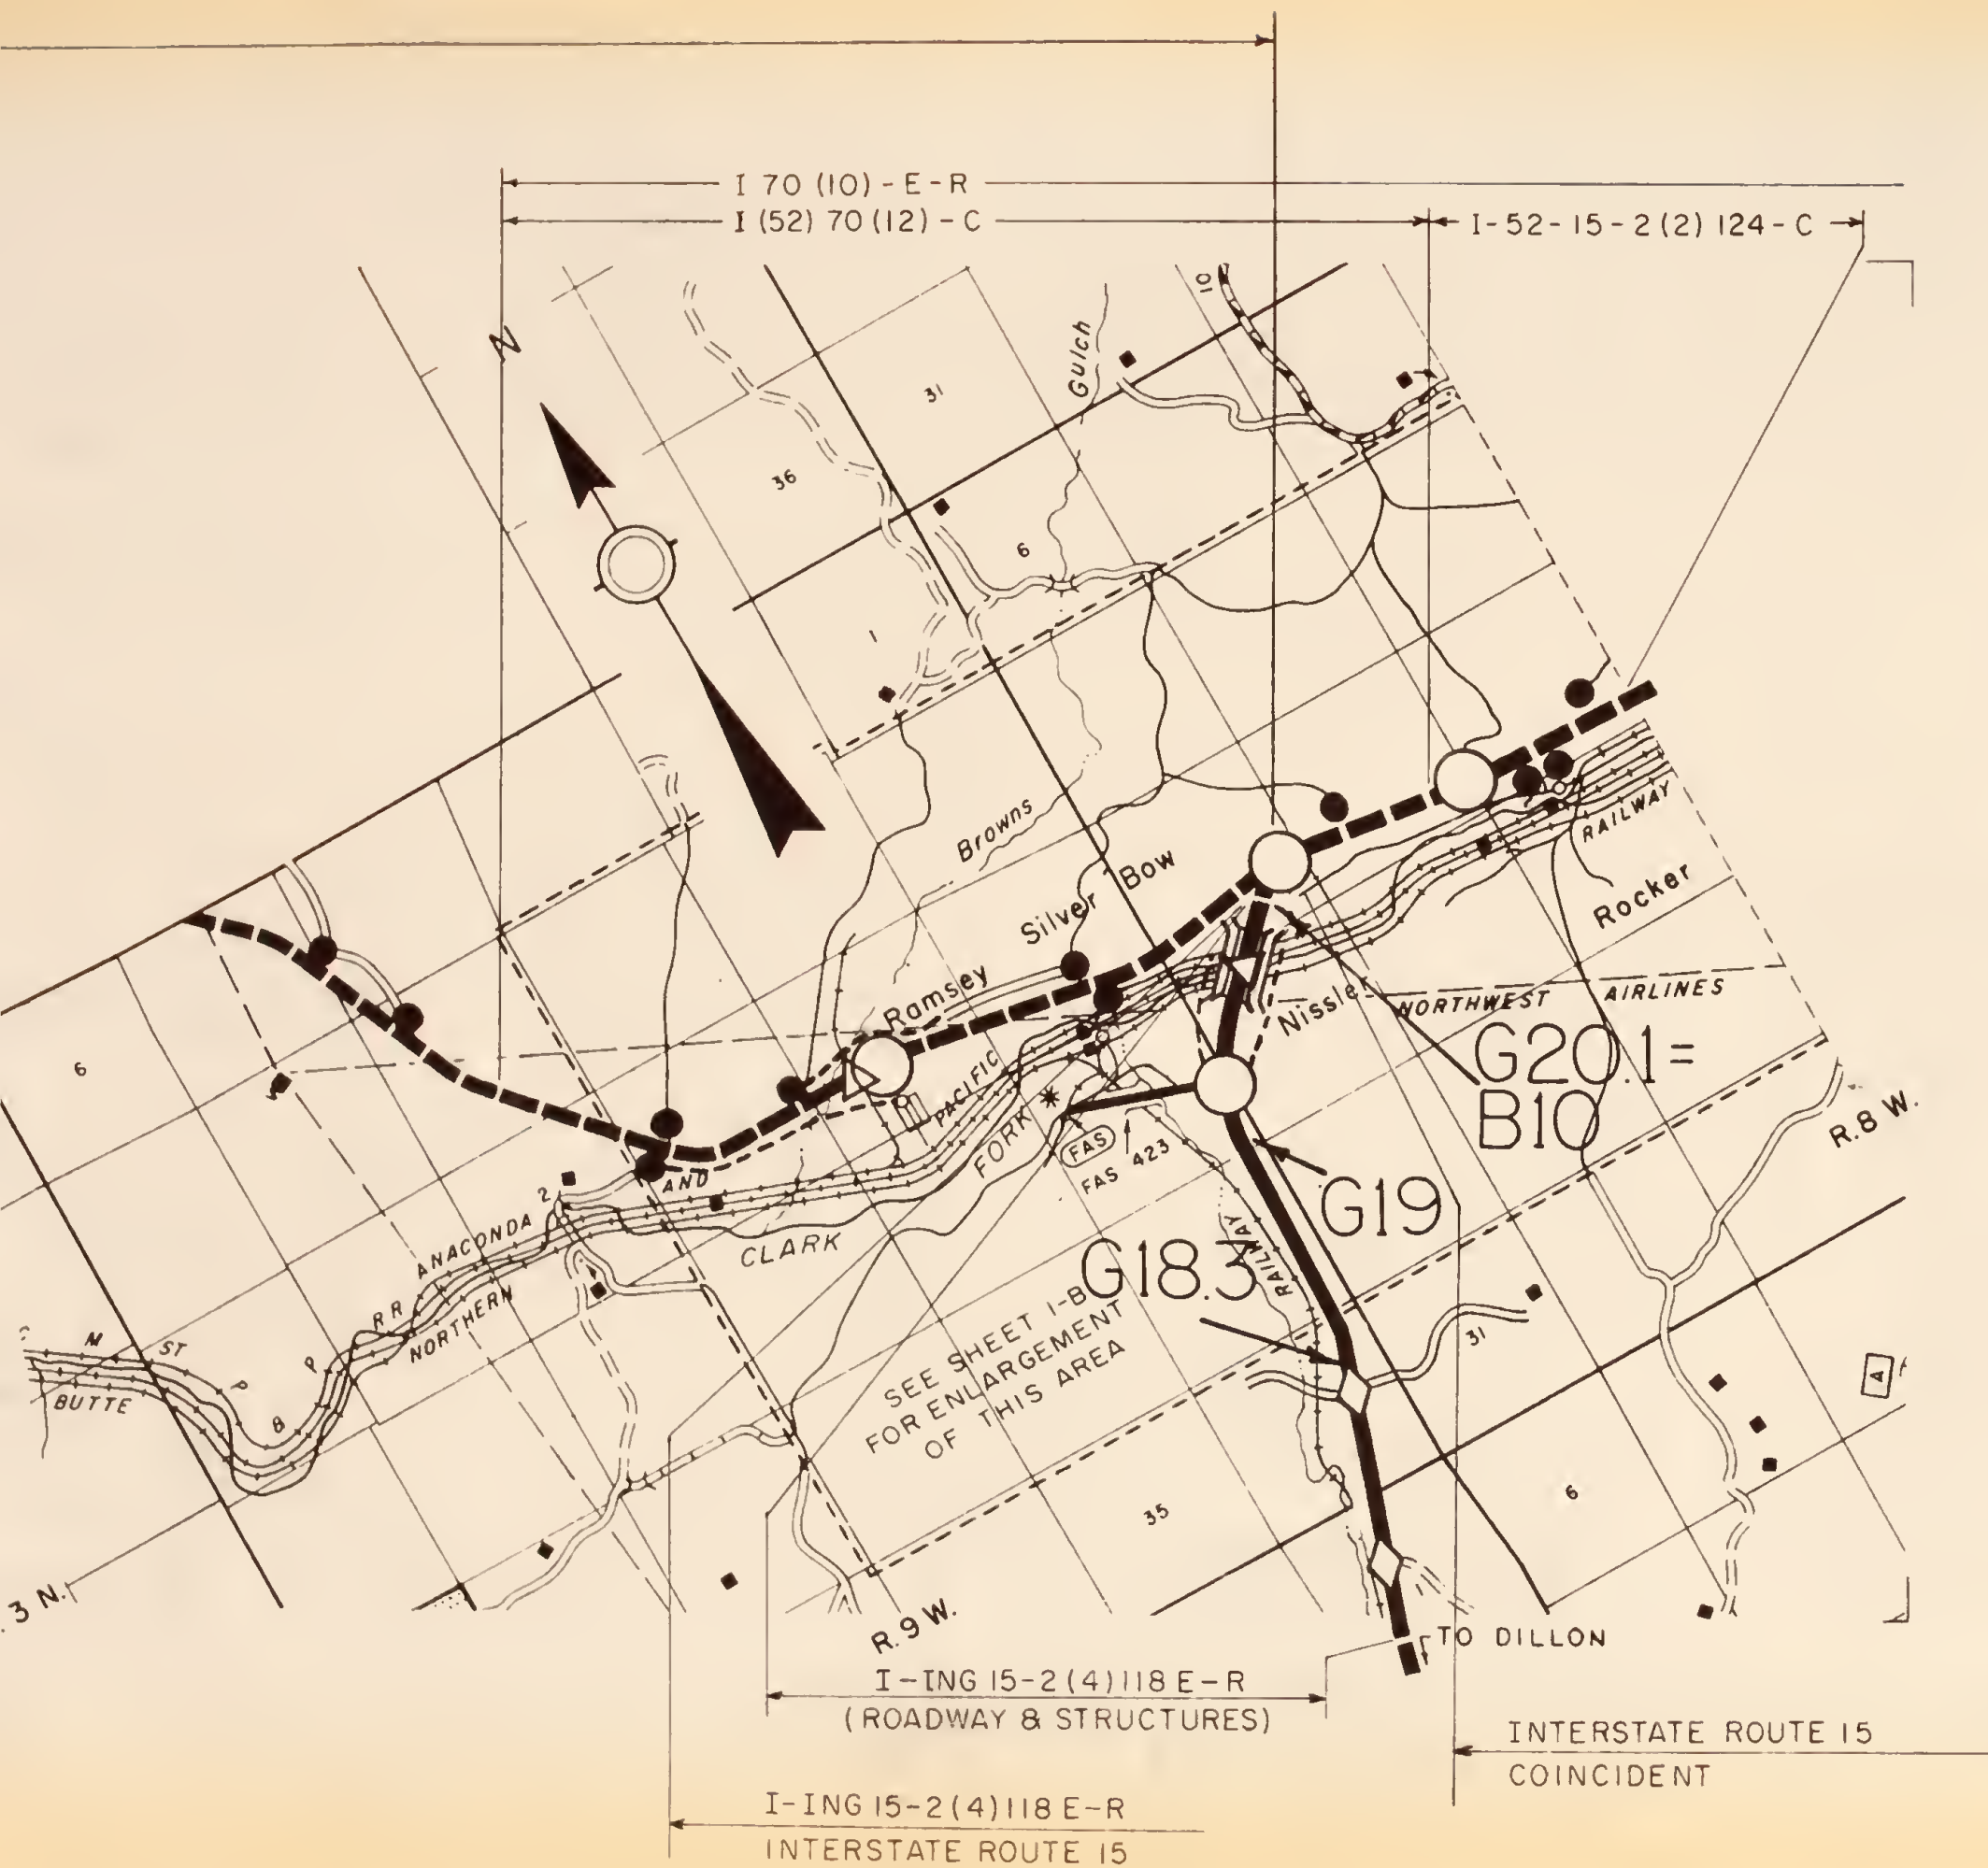 I 70 (10) - E - R
I (52) 70 (12) - C
I-52-15-2(2) 124-C
N
10
Gulch
31
36
6
1
Browns
Silver Bow
RAILWAY
Rocker
Ramsey
Nissler
NORTHWEST AIRLINES
G20.1=
B10
6
PACIFIC
FORK
FAS
FAS 423
R. 8 W.
2
AND
G19
ANACONDA
CLARK
RAILWAY
G18.3
R R
NORTHERN
SEE SHEET 1-B
FOR ENLARGEMENT
OF THIS AREA
31
M ST P
BUTTE
B P
A
35
6
3 N.
R. 9 W.
TO DILLON
I-ING 15-2(4)118 E-R
(ROADWAY & STRUCTURES)
INTERSTATE ROUTE 15
COINCIDENT
I-ING 15-2(4)118 E-R
INTERSTATE ROUTE 15